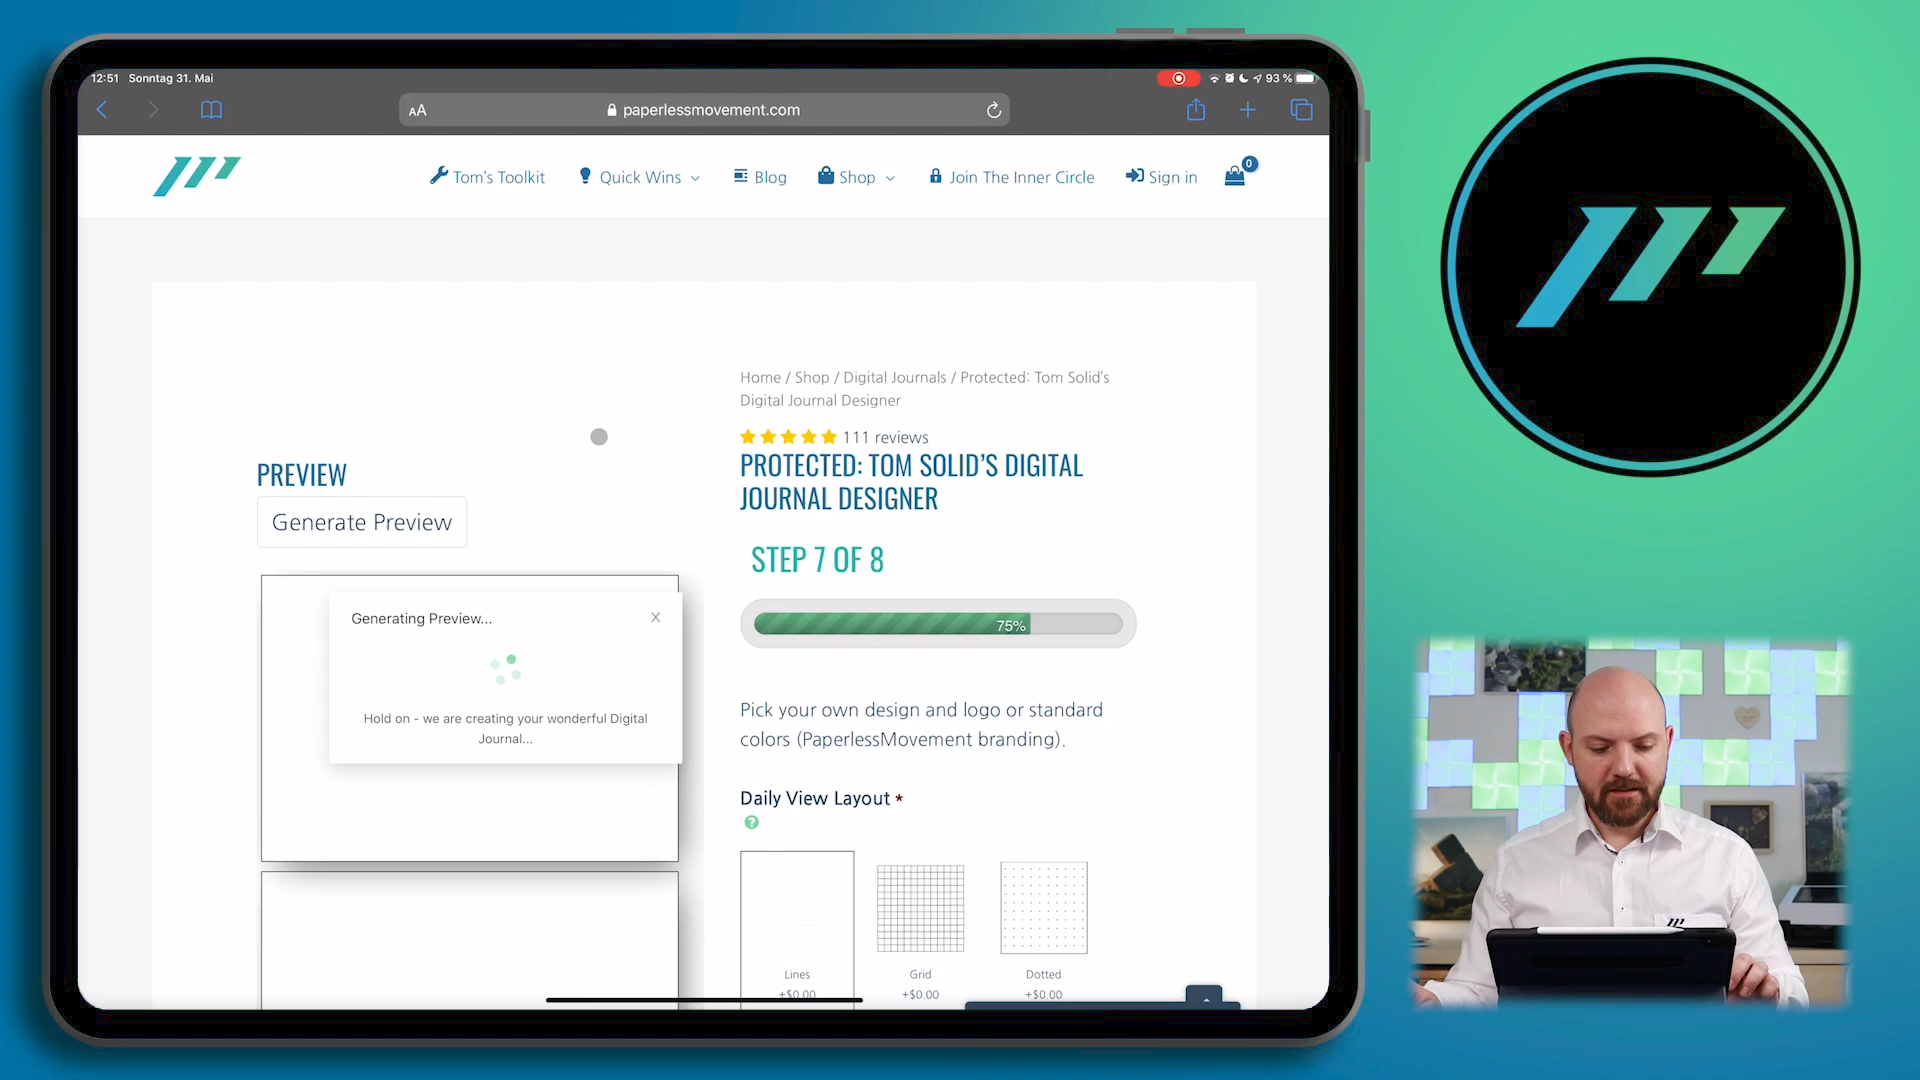 12:51 Sonntag 31. Mai
93 %
AA
paperlessmovement.com
Tom's Toolkit
Quick Wins
Blog
Shop
Join The Inner Circle
Sign in
0
Home / Shop / Digital Journals / Protected: Tom Solid's
Digital Journal Designer
111 reviews
PROTECTED: TOM SOLID'S DIGITAL
JOURNAL DESIGNER
PREVIEW
Generate Preview
STEP 7 OF 8
75%
Generating Preview...
X
Hold on - we are creating your wonderful Digital
Journal...
Pick your own design and logo or standard
colors (PaperlessMovement branding).
Daily View Layout *
?
Lines
+$0.00
Grid
+$0.00
Dotted
+$0.00